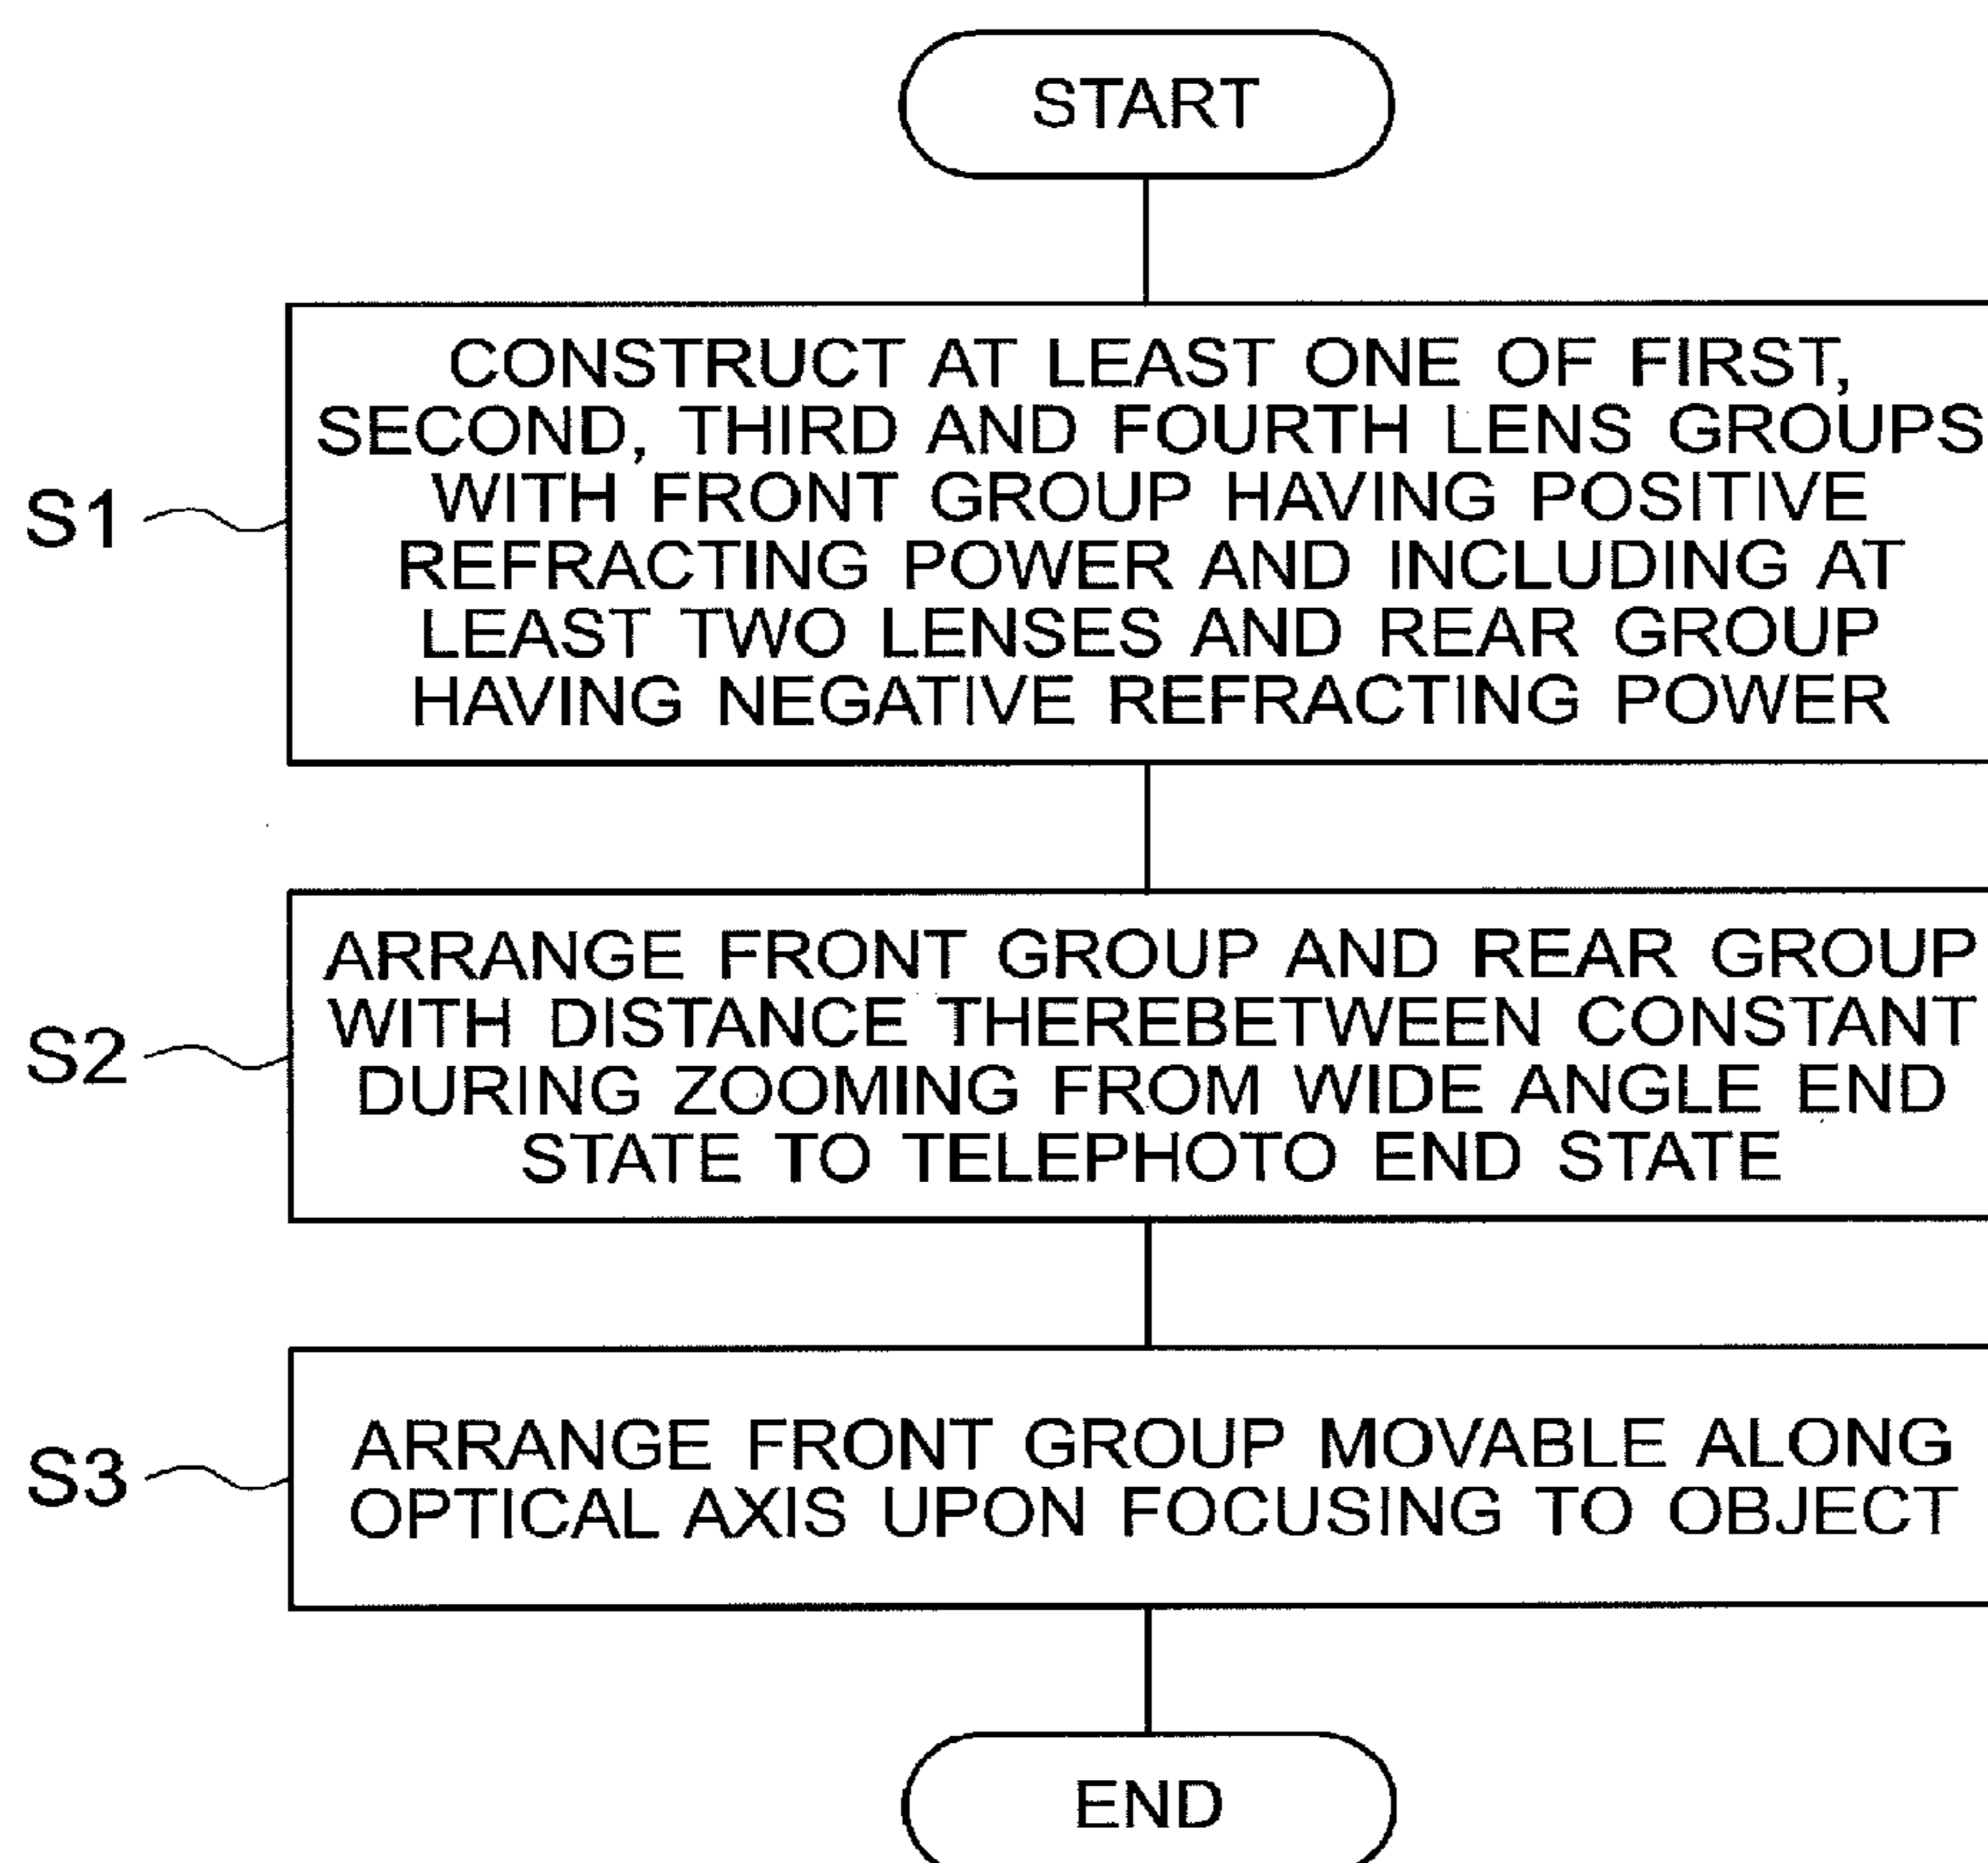 START
CONSTRUCT AT LEAST ONE OF FIRST,
SECOND, THIRD AND FOURTH LENS GROUPS
WITH FRONT GROUP HAVING POSITIVE
REFRACTING POWER AND INCLUDING AT
LEAST TWO LENSES AND REAR GROUP
HAVING NEGATIVE REFRACTING POWER
S1
ARRANGE FRONT GROUP AND REAR GROUP
WITH DISTANCE THEREBETWEEN CONSTANT
DURING ZOOMING FROM WIDE ANGLE END
STATE TO TELEPHOTO END STATE
S2
ARRANGE FRONT GROUP MOVABLE ALONG
OPTICAL AXIS UPON FOCUSING TO OBJECT
S3
END